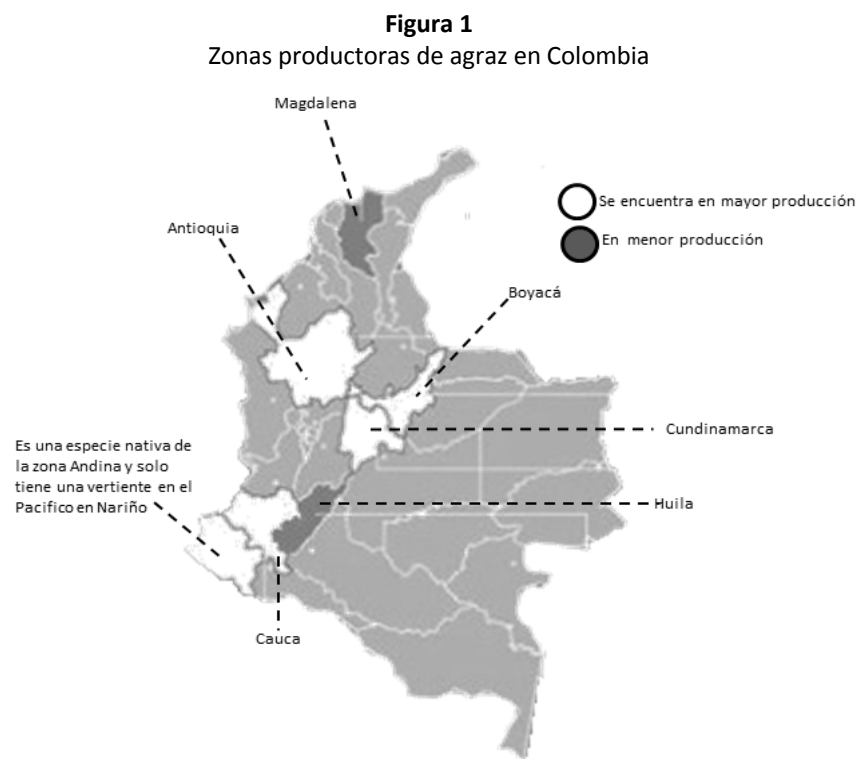 Figura 1
Zonas productoras de agraz en Colombia
Magdalena
Se encuentra en mayor producción
En menor producción
Antioquia
Boyacá
Cundinamarca
Es una especie nativa de
la zona Andina y solo
tiene una vertiente en el
Pacifico en Nariño
Huila
Cauca